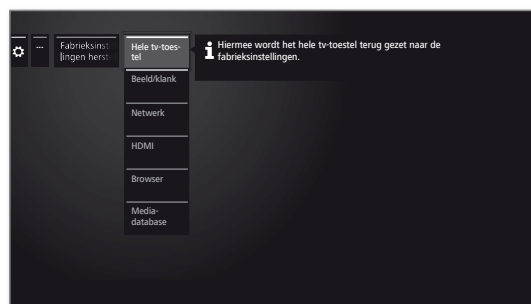 ...
Fabrieksinst
lingen herst
Hele tv-toes-
tel
Hiermee wordt het hele tv-toestel terug gezet naar de
fabrieksinstellingen.
Beeld/klank
Netwerk
HDMI
Browser
Media-
database